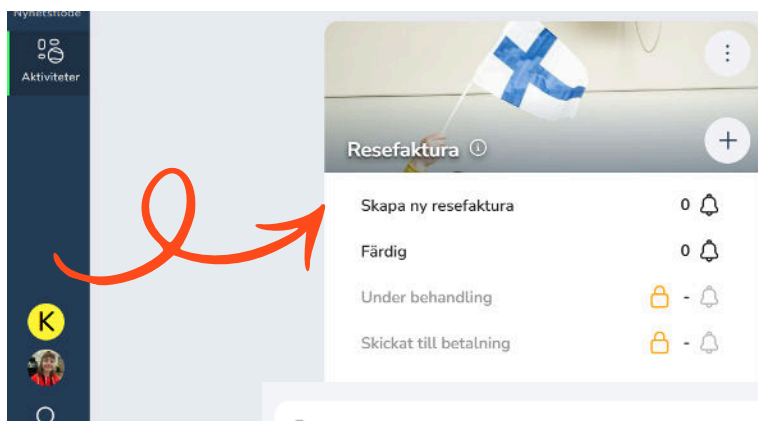 Nyhetsflöde
Aktiviteter
Resefaktura
Skapa ny resefaktura 0
Färdig 0
Under behandling -
Skickat till betalning -
K